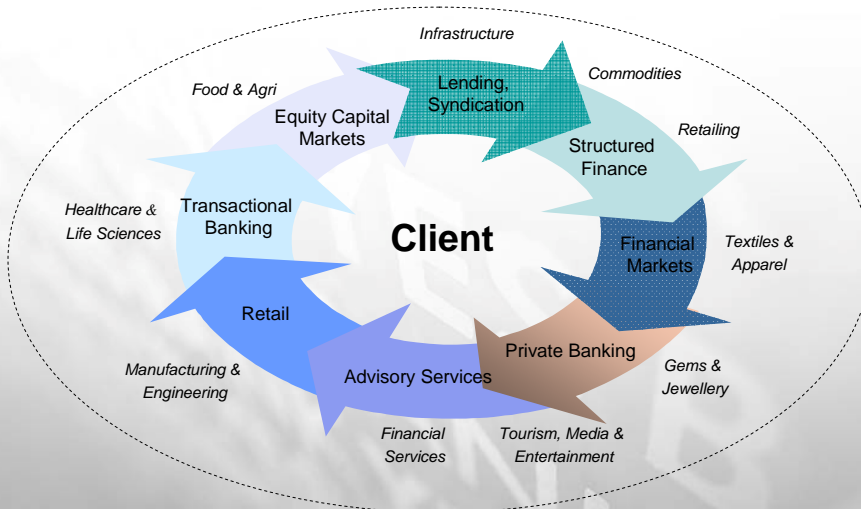 Infrastructure
Lending,
Syndication
Commodities
Food & Agri
Equity Capital
Markets
Retailing
Structured
Finance
Healthcare &
Life Sciences
Transactional
Banking
Client
Financial
Markets
Textiles &
Apparel
Retail
Private Banking
Gems &
Jewellery
Manufacturing &
Engineering
Advisory Services
Financial
Services
Tourism, Media &
Entertainment